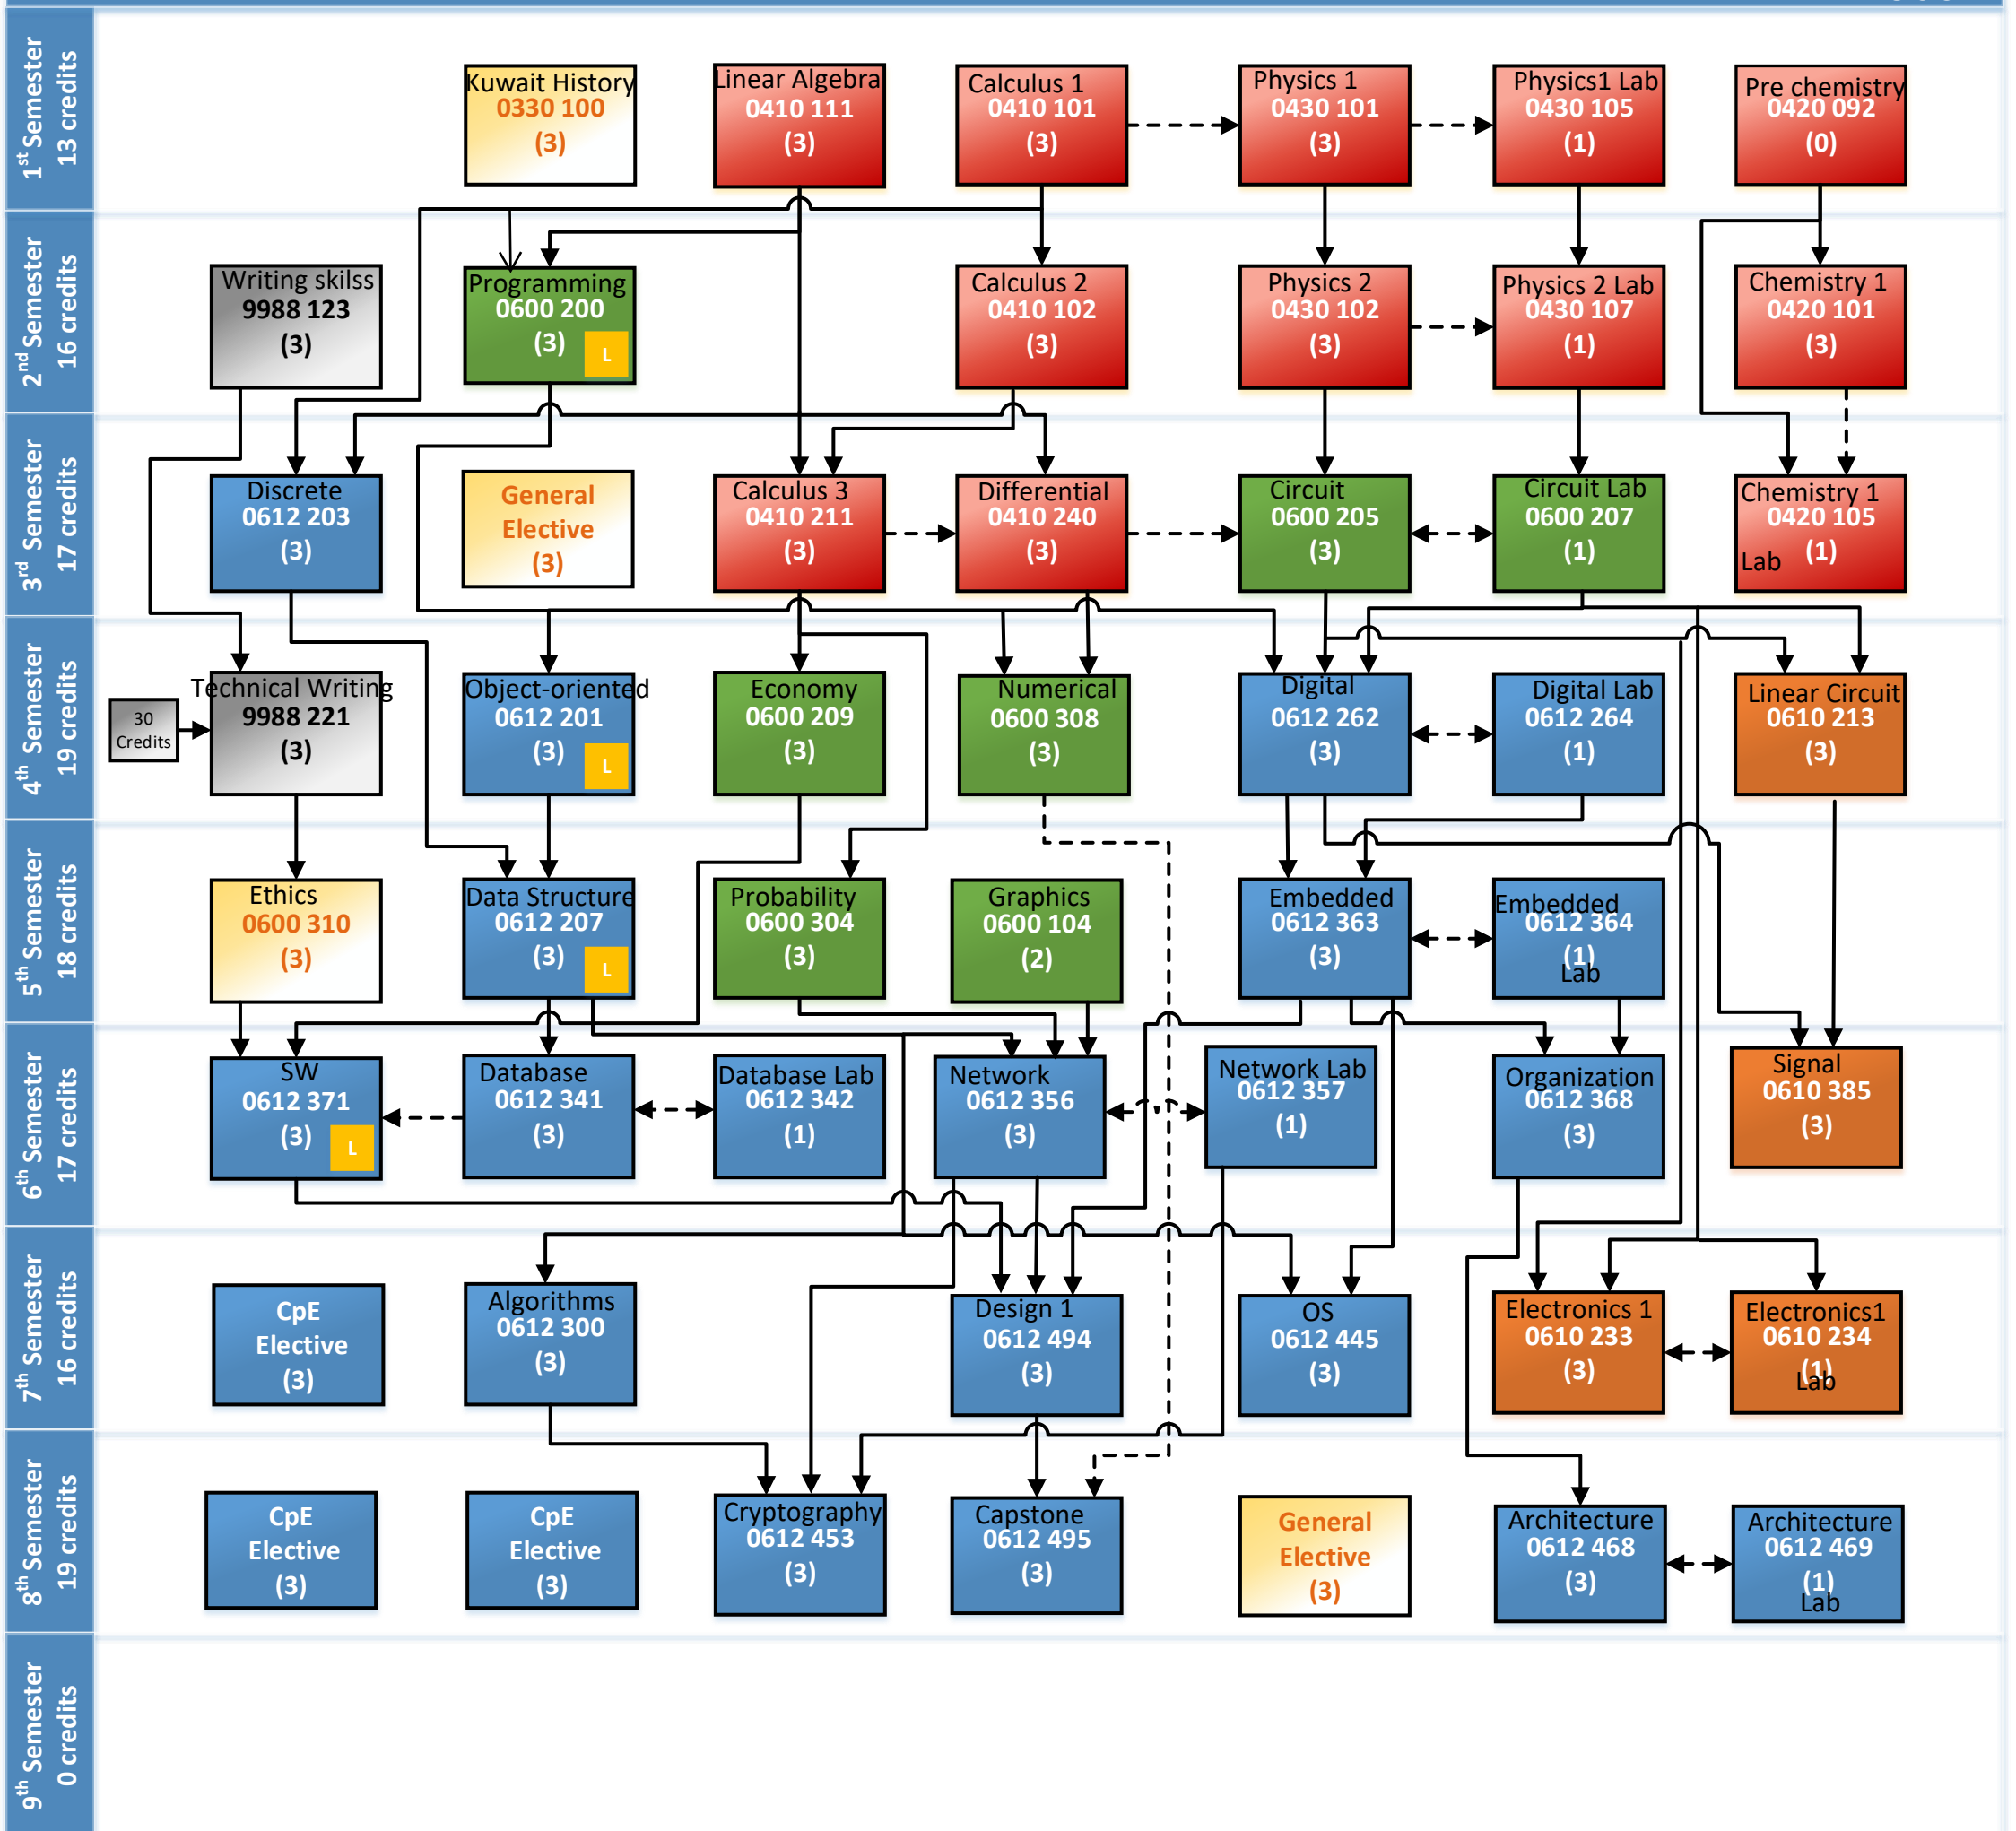 1st Semester
13 credits
Kuwait History
0330 100
(3)
Linear Algebra
0410 111
(3)
Calculus 1
0410 101
(3)
Physics 1
0430 101
(3)
Physics1 Lab
0430 105
(1)
Pre chemistry
0420 092
(0)
2nd Semester
16 credits
Writing skilss
9988 123
(3)
Programming
0600 200
(3)
L
Calculus 2
0410 102
(3)
Physics 2
0430 102
(3)
Physics 2 Lab
0430 107
(1)
Chemistry 1
0420 101
(3)
3rd Semester
17 credits
Discrete
0612 203
(3)
General
Elective
(3)
Calculus 3
0410 211
(3)
Differential
0410 240
(3)
Circuit
0600 205
(3)
Circuit Lab
0600 207
(1)
Chemistry 1
0420 105
(1)
Lab
4th Semester
19 credits
30
Credits
Technical Writing
9988 221
(3)
Object-oriented
0612 201
(3)
L
Economy
0600 209
(3)
Numerical
0600 308
(3)
Digital
0612 262
(3)
Digital Lab
0612 264
(1)
Linear Circuit
0610 213
(3)
5th Semester
18 credits
Ethics
0600 310
(3)
Data Structure
0612 207
(3)
L
Probability
0600 304
(3)
Graphics
0600 104
(2)
Embedded
0612 363
(3)
Embedded
0612 364
(1)
Lab
6th Semester
17 credits
SW
0612 371
(3)
L
Database
0612 341
(3)
Database Lab
0612 342
(1)
Network
0612 356
(3)
Network Lab
0612 357
(1)
Organization
0612 368
(3)
Signal
0610 385
(3)
7th Semester
16 credits
CpE
Elective
(3)
Algorithms
0612 300
(3)
Design 1
0612 494
(3)
OS
0612 445
(3)
Electronics 1
0610 233
(3)
Electronics1
0610 234
(1)
Lab
8th Semester
19 credits
CpE
Elective
(3)
CpE
Elective
(3)
Cryptography
0612 453
(3)
Capstone
0612 495
(3)
General
Elective
(3)
Architecture
0612 468
(3)
Architecture
0612 469
(1)
Lab
9th Semester
0 credits